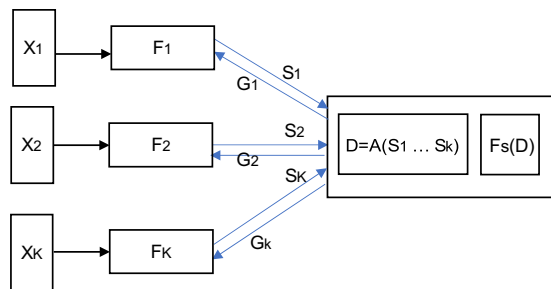 X1
F1
S1
G1
X2
F2
S2
G2
D=A(S1 … Sk)
Fs(D)
SK
XK
FK
Gk